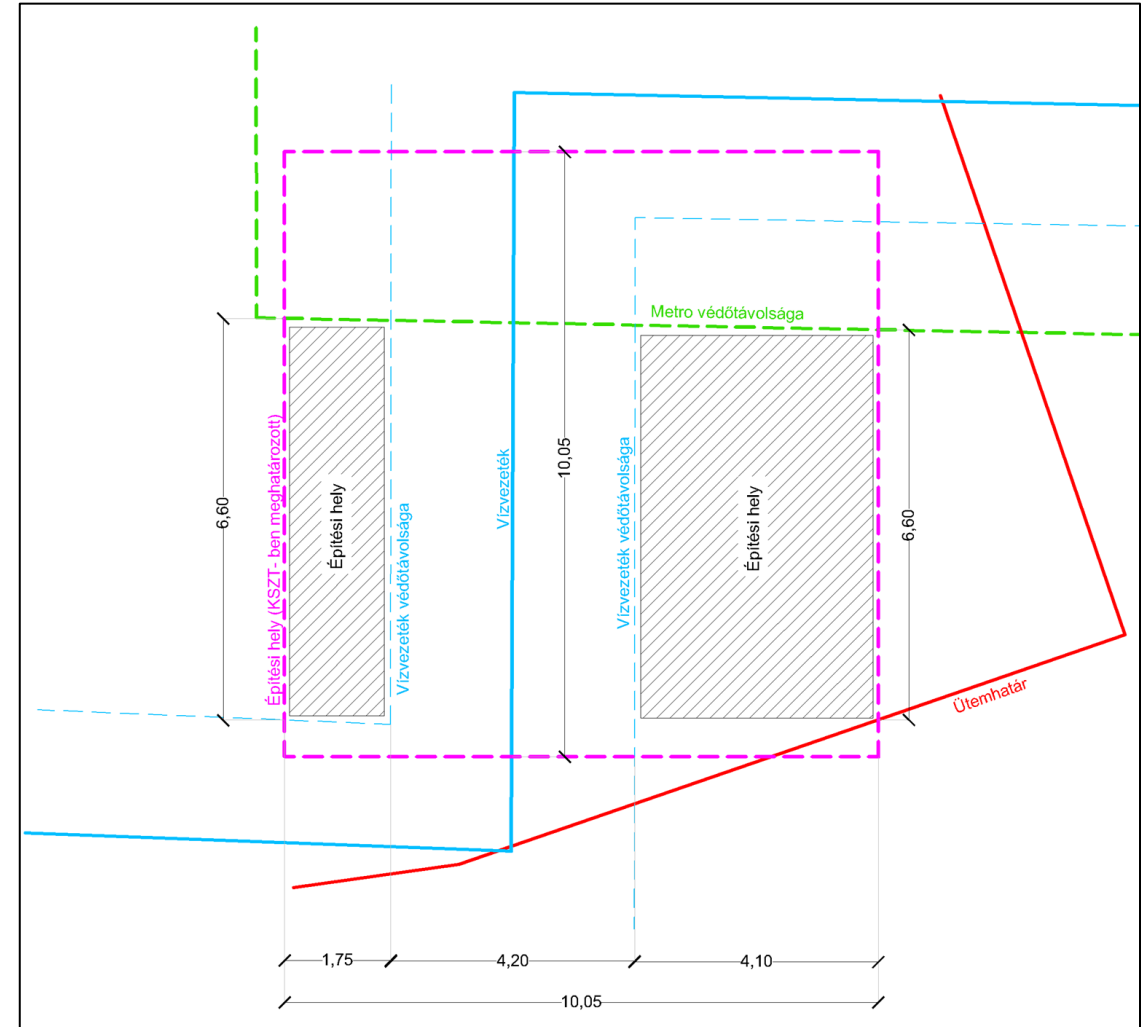 Metro védőtávolsága
Építési hely (KSZT- ben meghatározott)
6,60
Építési hely
Vízvezeték védőtávolsága
Vízvezeték
10,05
Vízvezeték védőtávolsága
Építési hely
6,60
Ütemhatár
1,75
4,20
4,10
10,05